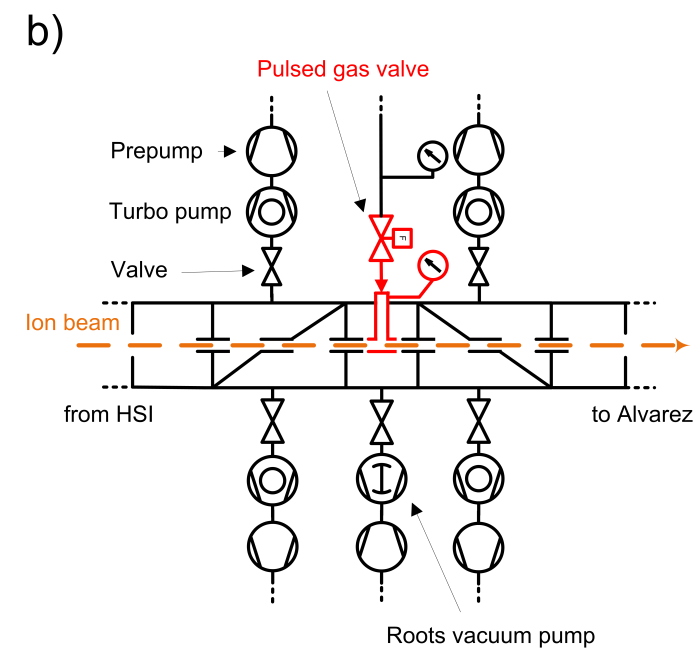 b)
Pulsed gas valve
Prepump
Turbo pump
F
Valve
Ion beam
from HSI
to Alvarez
Roots vacuum pump